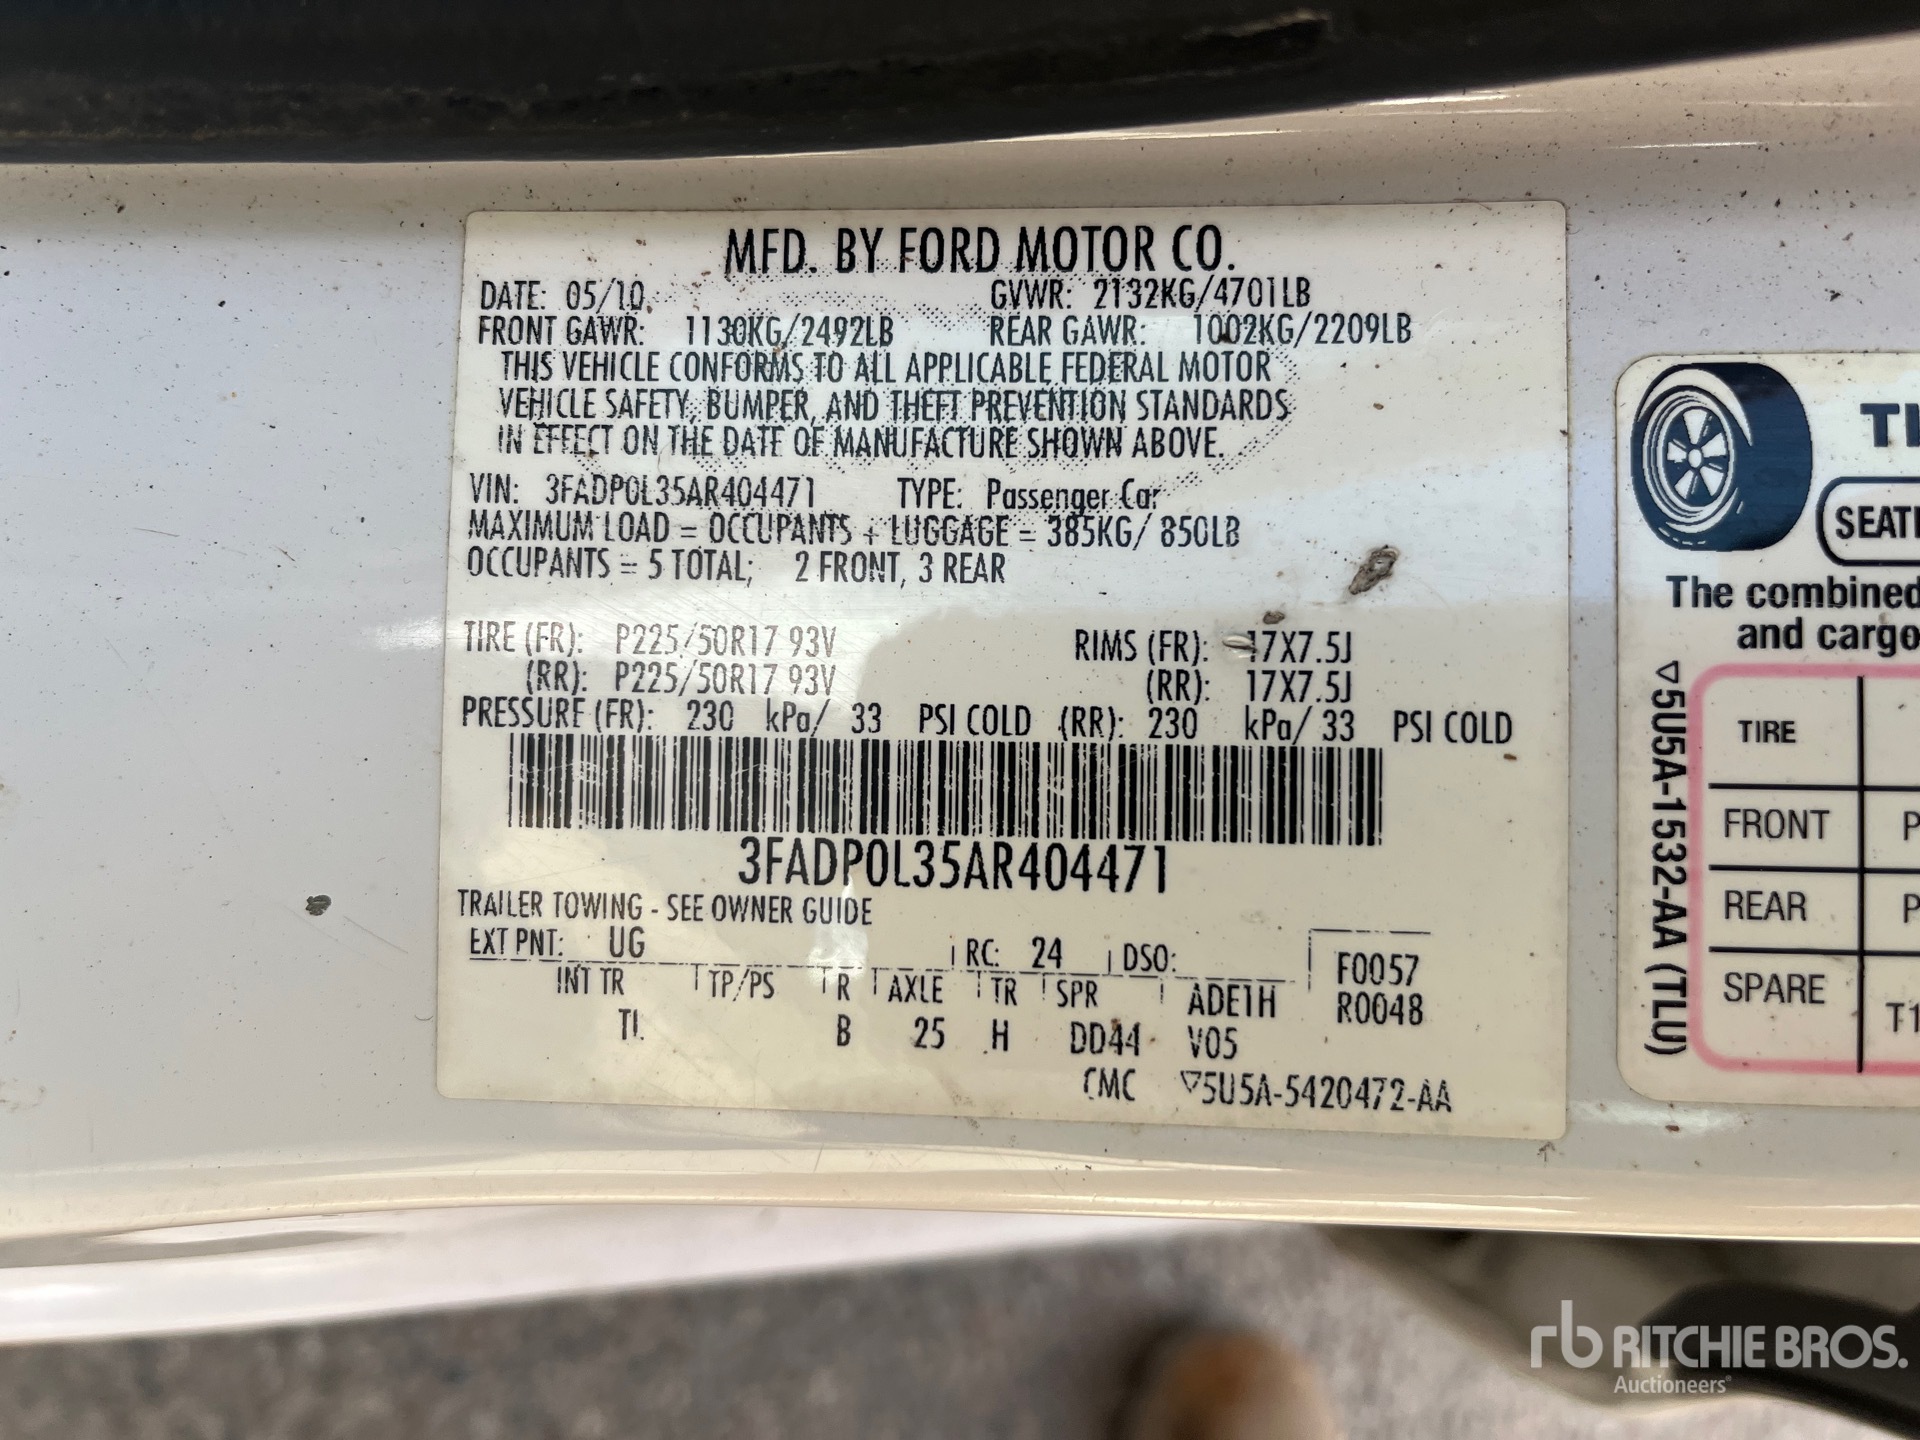 MFD. BY FORD MOTOR CO.
DATE: 05/10 GVWR: 2132KG/4701LB
FRONT GAWR: 1130KG/2492LB REAR GAWR: 1002KG/2209LB
THIS VEHICLE CONFORMS TO ALL APPLICABLE FEDERAL MOTOR
VEHICLE SAFETY, BUMPER, AND THEFT PREVENTION STANDARDS
IN EFFECT ON THE DATE OF MANUFACTURE SHOWN ABOVE.
VIN: 3FADP0L35AR404471 TYPE: Passenger Car
MAXIMUM LOAD = OCCUPANTS + LUGGAGE = 385KG/ 850LB
OCCUPANTS = 5 TOTAL; 2 FRONT, 3 REAR
TIRE (FR): P225/50R17 93V RIMS (FR): 17X7.5J
(RR): P225/50R17 93V (RR): 17X7.5J
PRESSURE (FR): 230 kPa/ 33 PSI COLD (RR): 230 kPa/ 33 PSI COLD
3FADP0L35AR404471
TRAILER TOWING - SEE OWNER GUIDE
EXT PNT: UG RC: 24 DSO:
INT TR TP/PS R AXLE TR SPR ADE1H F0057
R0048
TL B 25 H DD44 V05
CMC ▽5U5A-5420472-AA
TI
SEATI
The combined
and cargo
TIRE
FRONT P
REAR P
SPARE T1
▽5U5A-1532-AA (TLU)
rb RITCHIE BROS.
Auctioneers